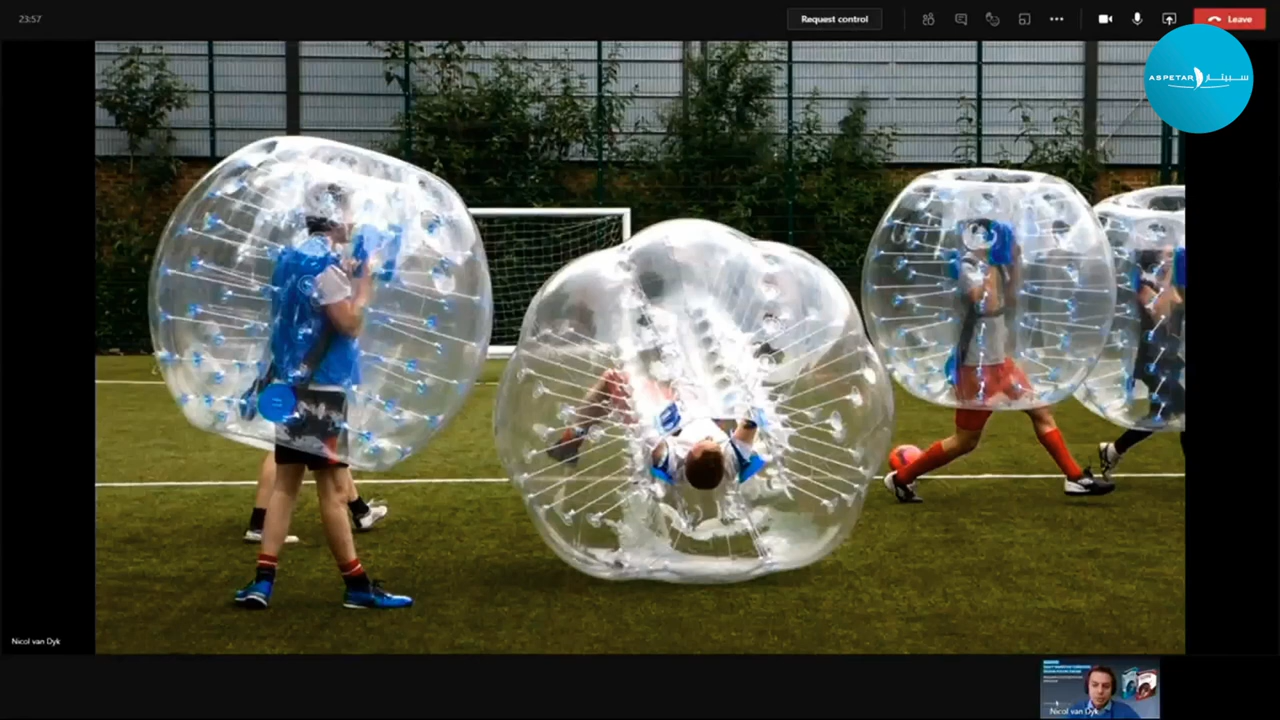 23:57
Request control
Leave
ASPETAR سبيتار
Nicol van Dyk
Nicol van Dyk